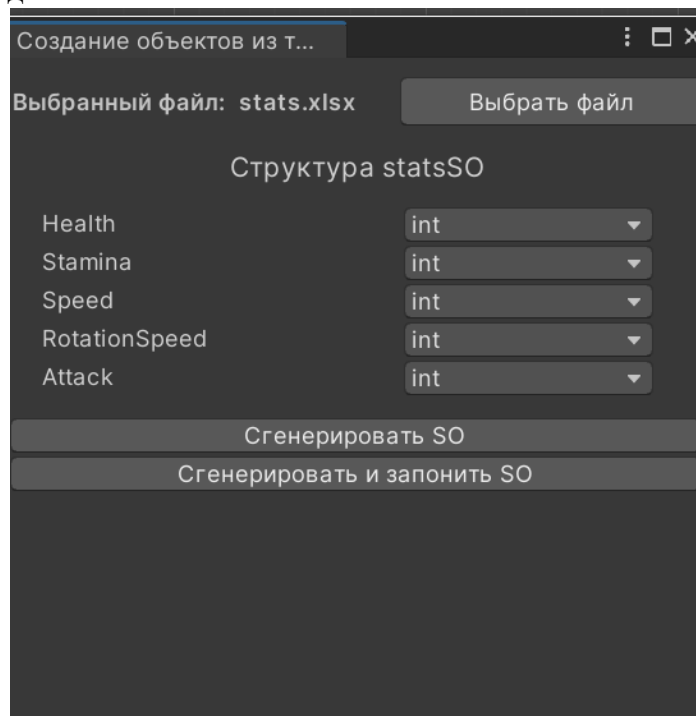 Создание объектов из т...
Выбранный файл: stats.xlsx Выбрать файл
Структура statsSO
Health int
Stamina int
Speed int
RotationSpeed int
Attack int
Сгенерировать SO
Сгенерировать и запонить SO